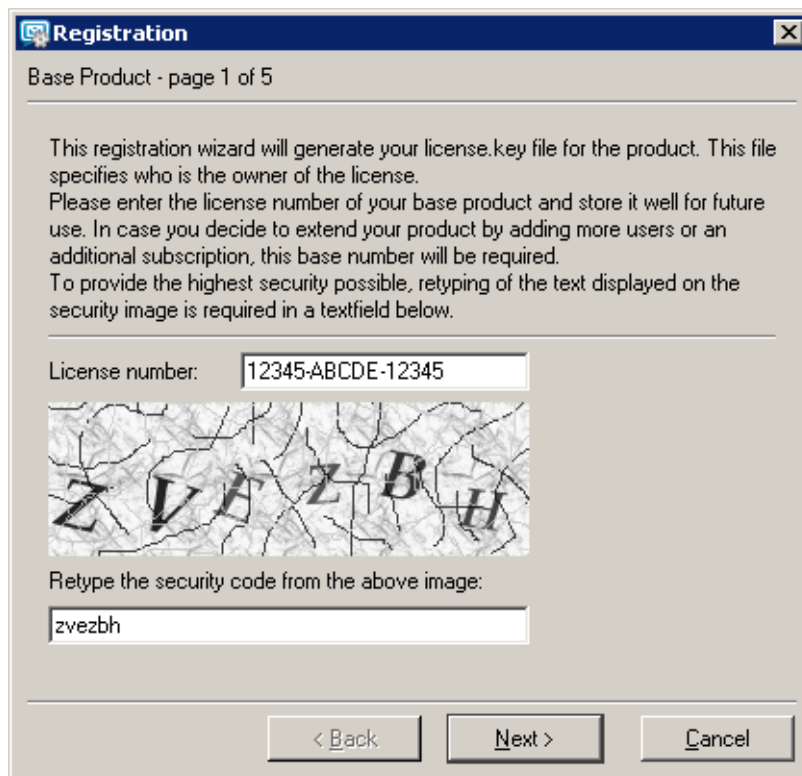 Registration
Base Product - page 1 of 5
This registration wizard will generate your license.key file for the product. This file
specifies who is the owner of the license.
Please enter the license number of your base product and store it well for future
use. In case you decide to extend your product by adding more users or an
additional subscription, this base number will be required.
To provide the highest security possible, retyping of the text displayed on the
security image is required in a textfield below.
License number: 12345-ABCDE-12345
ZVEZBH
Retype the security code from the above image:
zvezbh
< Back Next > Cancel